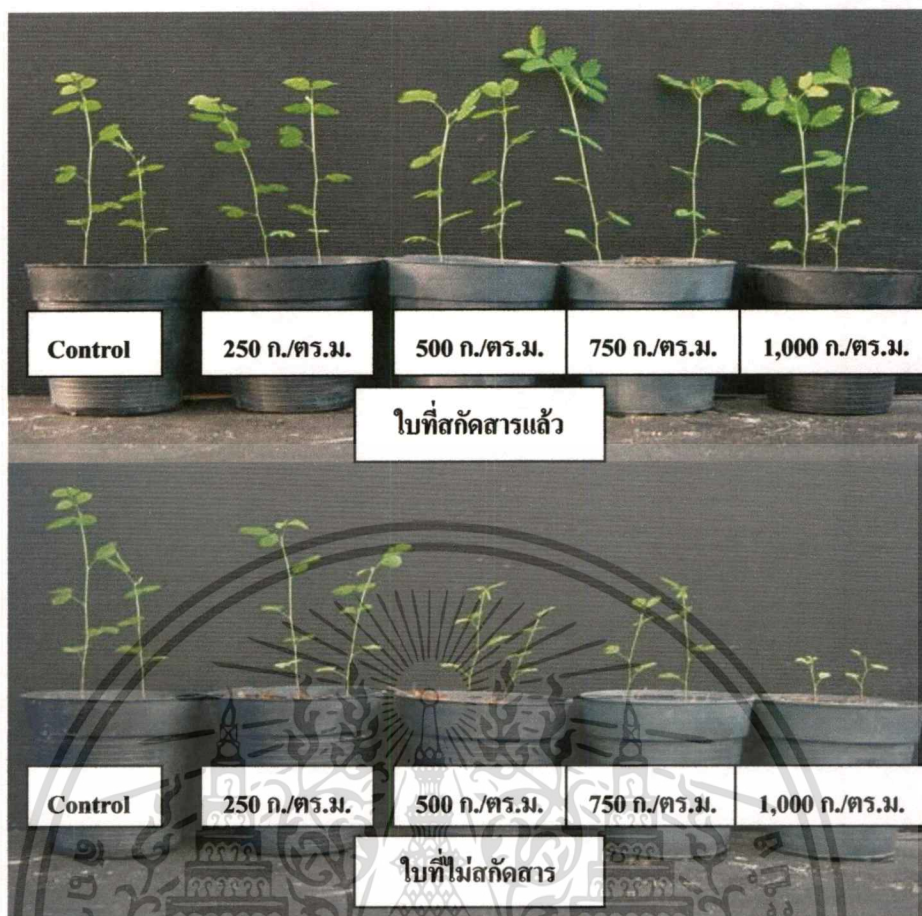 Control
250 ก./ตร.ม.
500 ก./ตร.ม.
750 ก./ตร.ม.
1,000 ก./ตร.ม.
ใบที่สกัดสารแล้ว
Control
250 ก./ตร.ม.
500 ก./ตร.ม.
750 ก./ตร.ม.
1,000 ก./ตร.ม.
ใบที่ไม่สกัดสาร